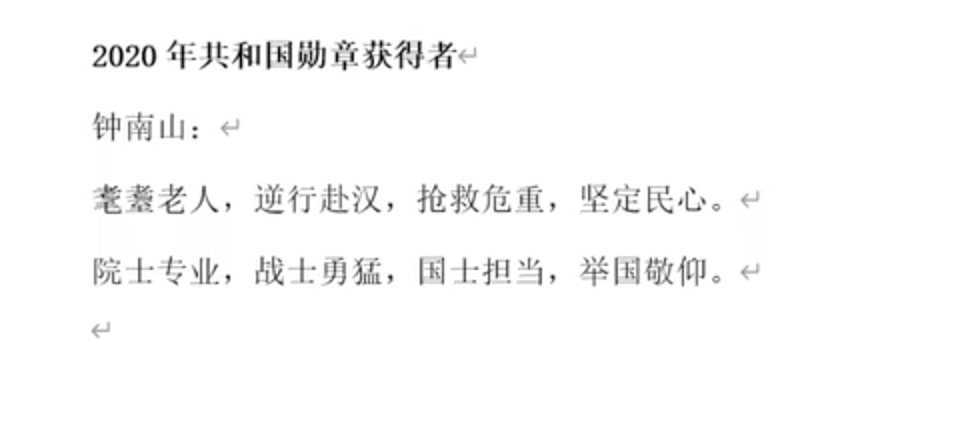 2020 年共和国勋章获得者
钟南山：
耄耋老人，逆行赴汉，抢救危重，坚定民心。
院士专业，战士勇猛，国士担当，举国敬仰。